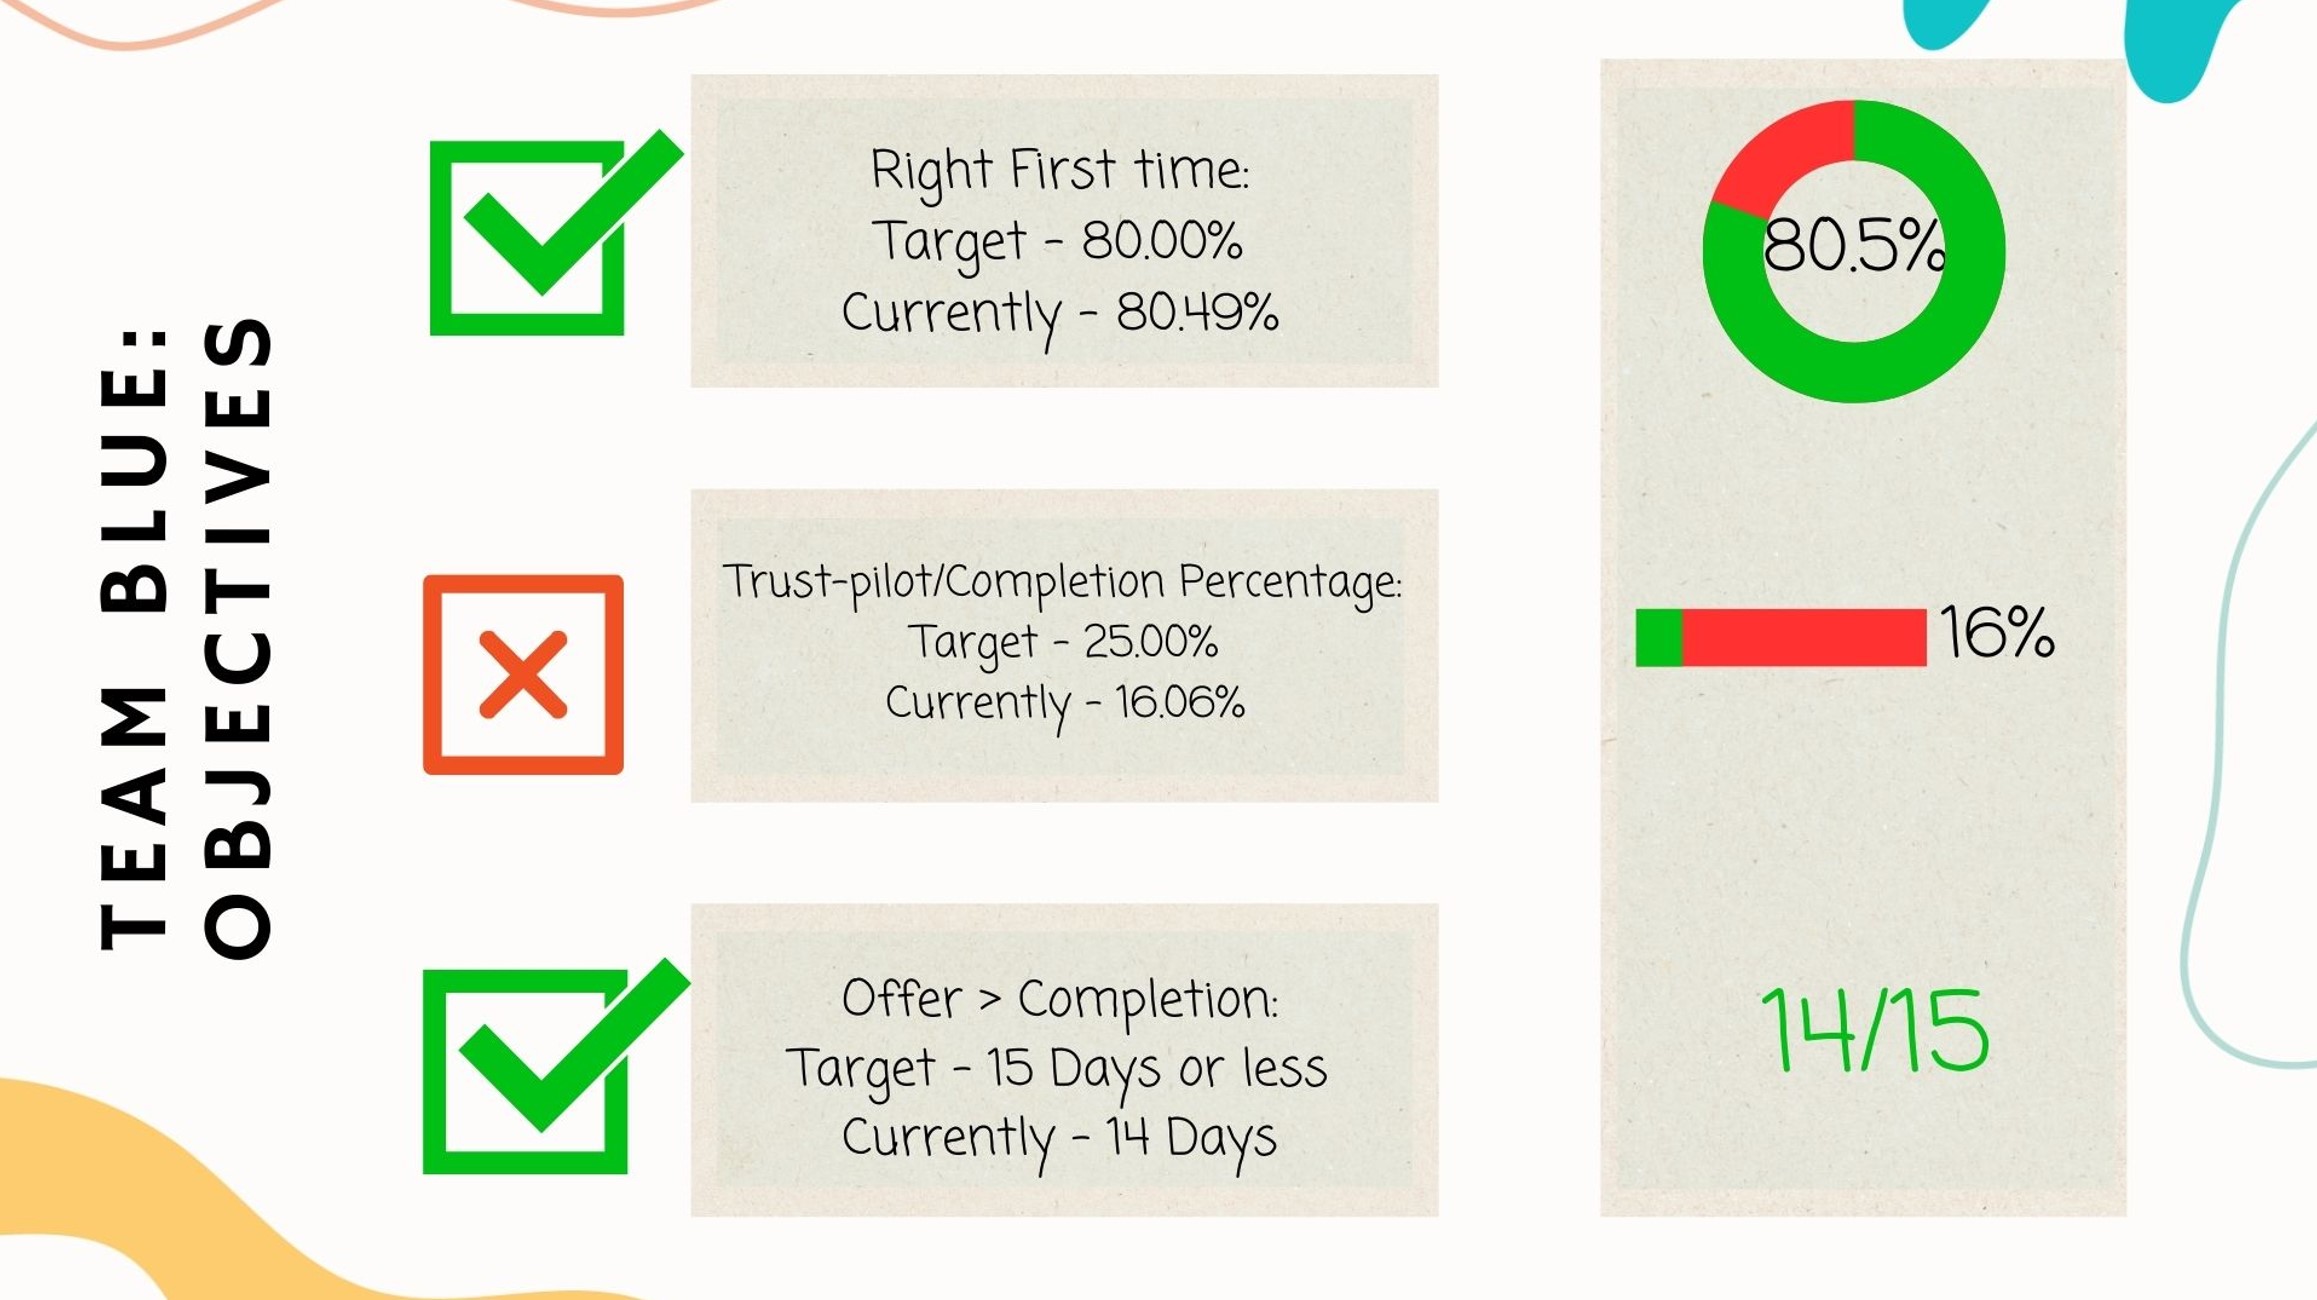 TEAM BLUE:
OBJECTIVES
Right First time:
Target - 80.00%
Currently - 80.49%
80.5%
Trust-pilot/Completion Percentage:
Target - 25.00%
Currently - 16.06%
16%
Offer > Completion:
Target - 15 Days or less
Currently - 14 Days
14/15